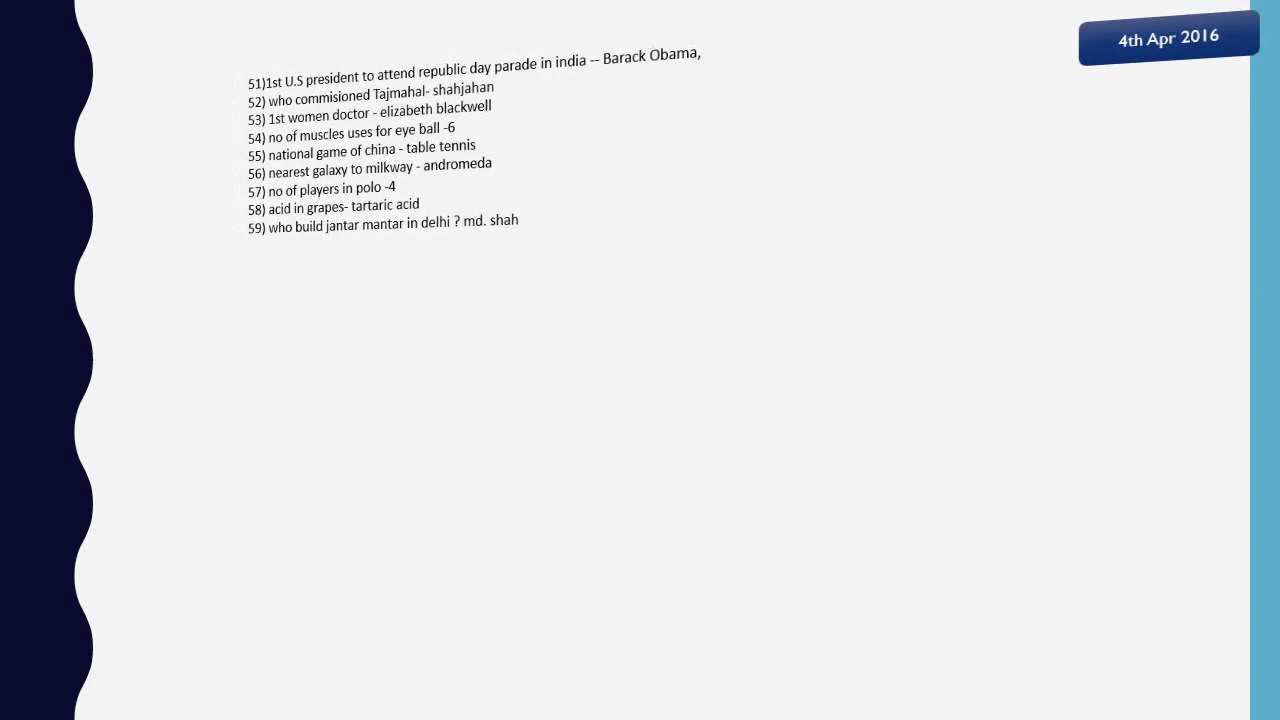 4th Apr 2016
51)1st U.S president to attend republic day parade in india -- Barack Obama,
52) who commisioned Tajmahal- shahjahan
53) 1st women doctor - elizabeth blackwell
54) no of muscles uses for eye ball -6
55) national game of china - table tennis
56) nearest galaxy to milkway - andromeda
57) no of players in polo -4
58) acid in grapes- tartaric acid
59) who build jantar mantar in delhi ? md. shah